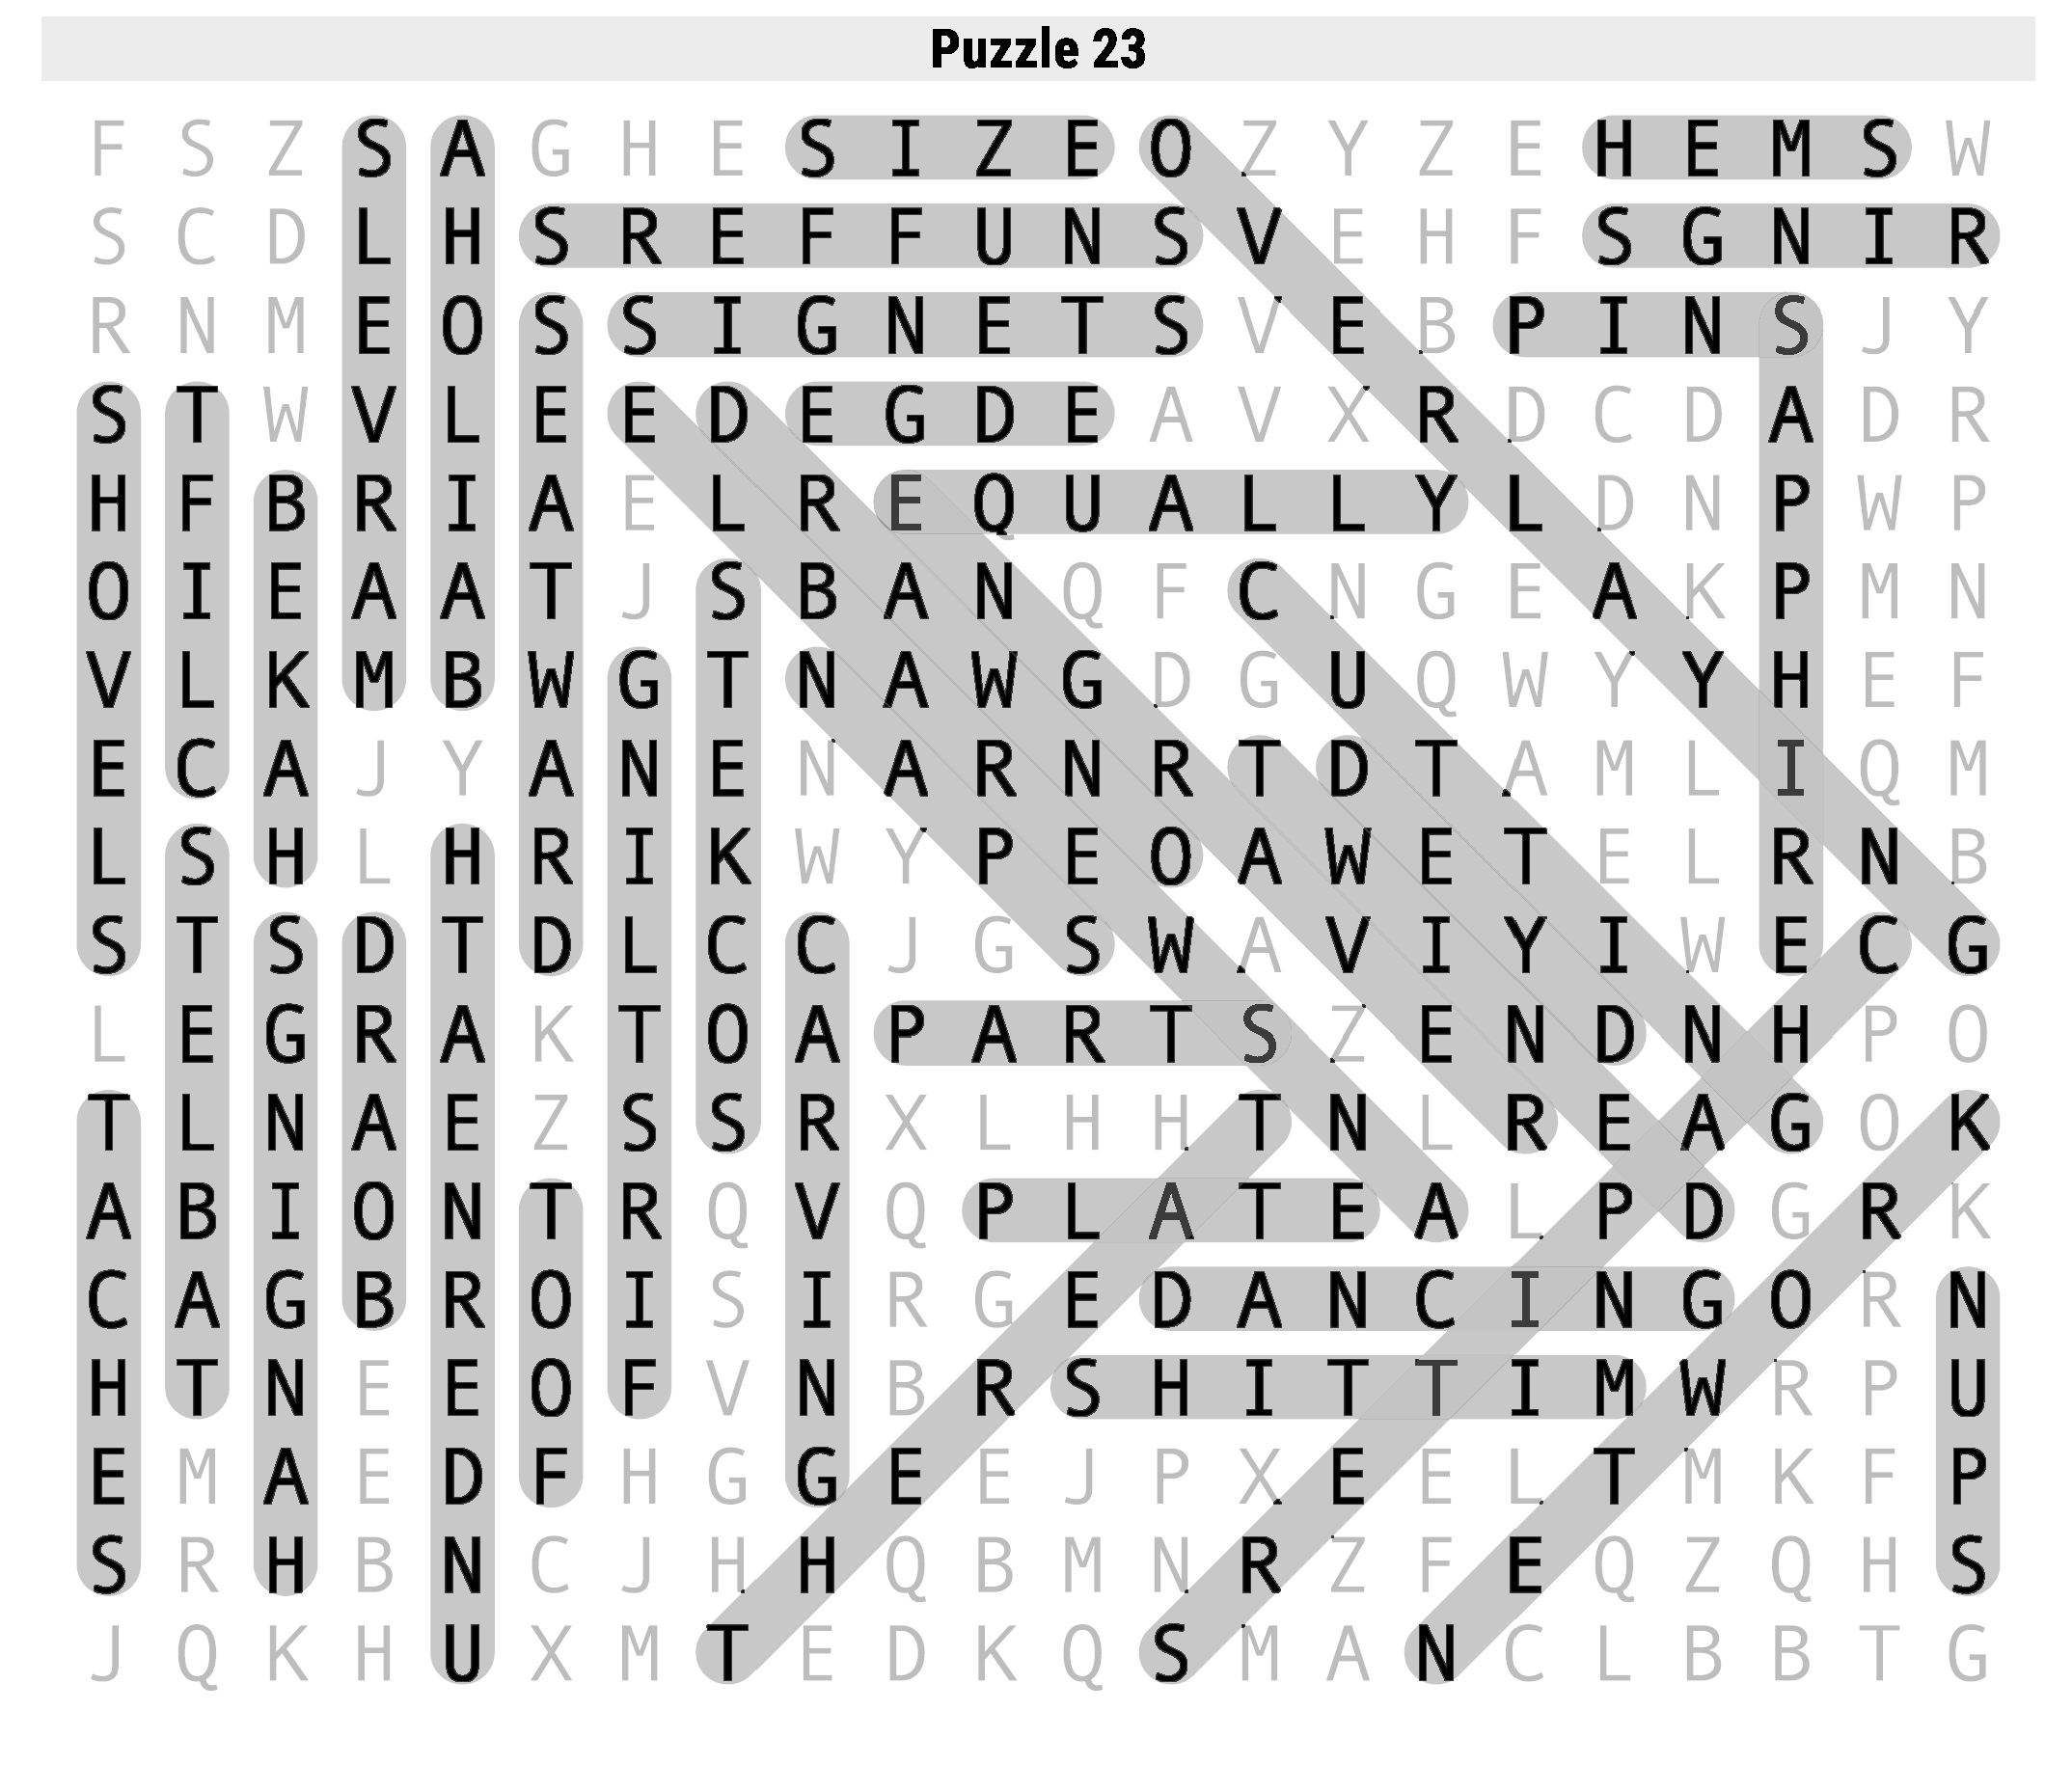 Puzzle 23
F S Z S A G H E S I Z E O Z Y Z E H E M S W
S C D L H S R E F F U N S V E H F S G N I R
R N M E O S S I G N E T S V E B P I N S J Y
S T W V L E E D E G D E A V X R D C D A D R
H F B R I A E L R E Q U A L L Y L D N P W P
O I E A A T J S B A N Q F C N G E A K P M N
V L K M B W G T N A W G D G U Q W Y Y H E F
E C A J Y A N E N A R N R T D T A M L I Q M
L S H L H R I K W Y P E O A W E T E L R N B
S T S D T D L C C J G S W A V I Y I W E C G
L E G R A K T O A P A R T S Z E N D N H P O
T L N A E Z S S R X L H H T N L R E A G O K
A B I O N T R Q V Q P L A T E A L P D G R K
C A G B R O I S I R G E D A N C I N G O R N
H T N E E O F V N B R S H I T T I M W R P U
E M A E D F H G G E E J P X E E L T M K F P
S R H B N C J H H Q B M N R Z F E Q Z Q H S
J Q K H U X M T E D K Q S M A N C L B B T G